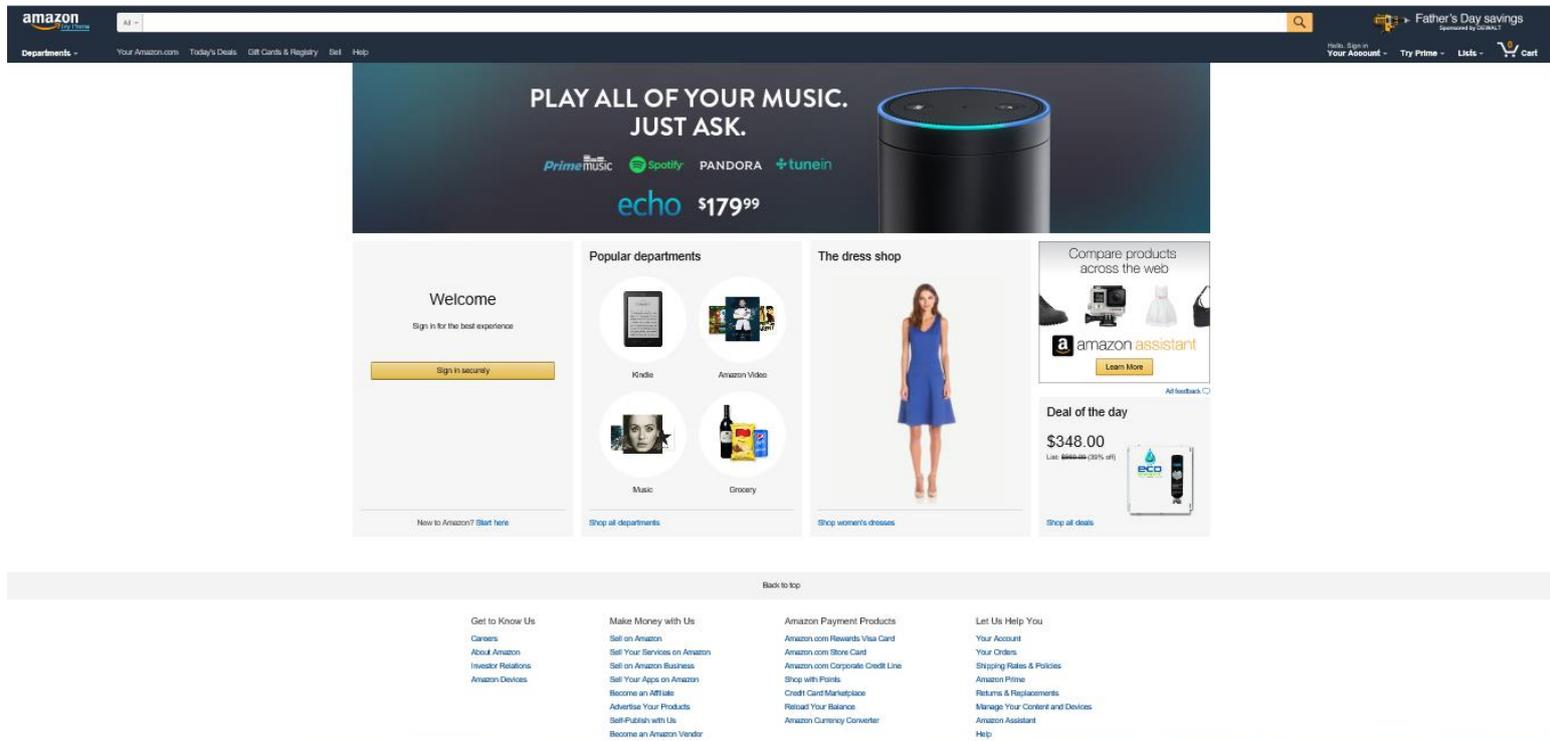 amazon
Try Prime
All
Father's Day savings
Sponsored by DEWALT
Departments
Your Amazon.com Today's Deals Gift Cards & Registry Sell Help
Hello. Sign in
Your Account
Try Prime
Lists
0
Cart
PLAY ALL OF YOUR MUSIC.
JUST ASK.
Prime music Spotify PANDORA tunein
echo $179 99
Welcome
Sign in for the best experience
Sign in securely
New to Amazon? Start here
Popular departments
Kindle Amazon Video
Music Grocery
Shop all departments
The dress shop
Shop women's dresses
Compare products
across the web
a amazon assistant
Learn More
Ad feedback
Deal of the day
$348.00
List: (39% off)
eco
Shop all deals
Back to top
Get to Know Us
Careers
About Amazon
Investor Relations
Amazon Devices
Make Money with Us
Sell on Amazon
Sell Your Services on Amazon
Sell on Amazon Business
Sell Your Apps on Amazon
Become an Affiliate
Advertise Your Products
Self-Publish with Us
Become an Amazon Vendor
Amazon Payment Products
Amazon.com Rewards Visa Card
Amazon.com Store Card
Amazon.com Corporate Credit Line
Shop with Points
Credit Card Marketplace
Reload Your Balance
Amazon Currency Converter
Let Us Help You
Your Account
Your Orders
Shipping Rates & Policies
Amazon Prime
Returns & Replacements
Manage Your Content and Devices
Amazon Assistant
Help